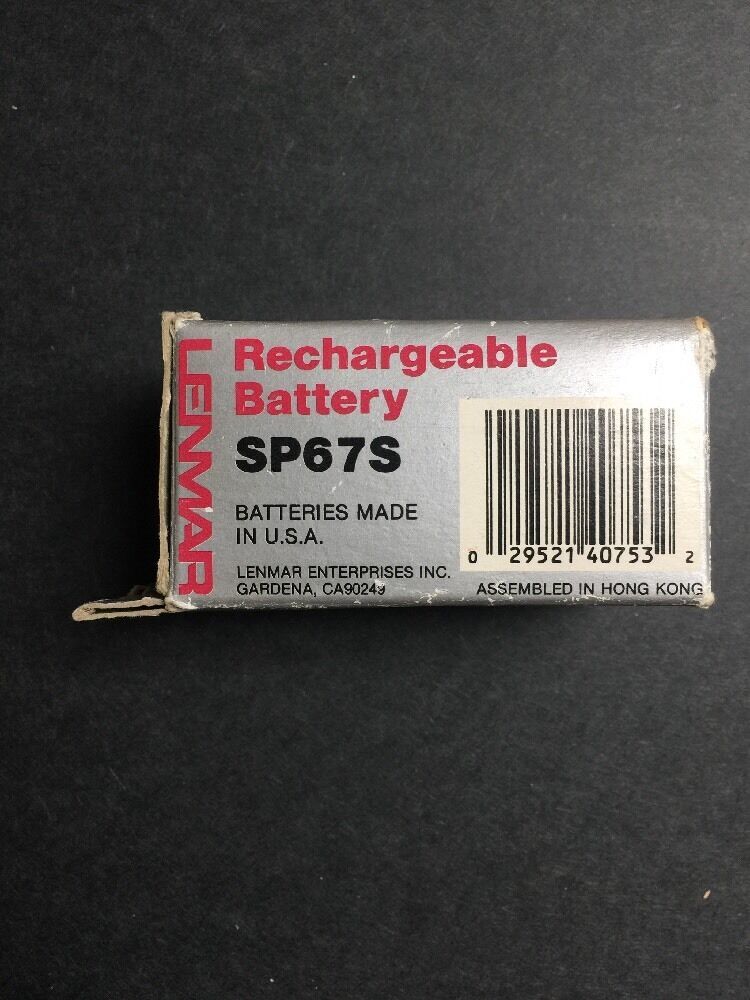 LENMAR
Rechargeable
Battery
SP67S
BATTERIES MADE
IN U.S.A.
LENMAR ENTERPRISES INC.
GARDENA, CA90249
0 29521 40753 2
ASSEMBLED IN HONG KONG